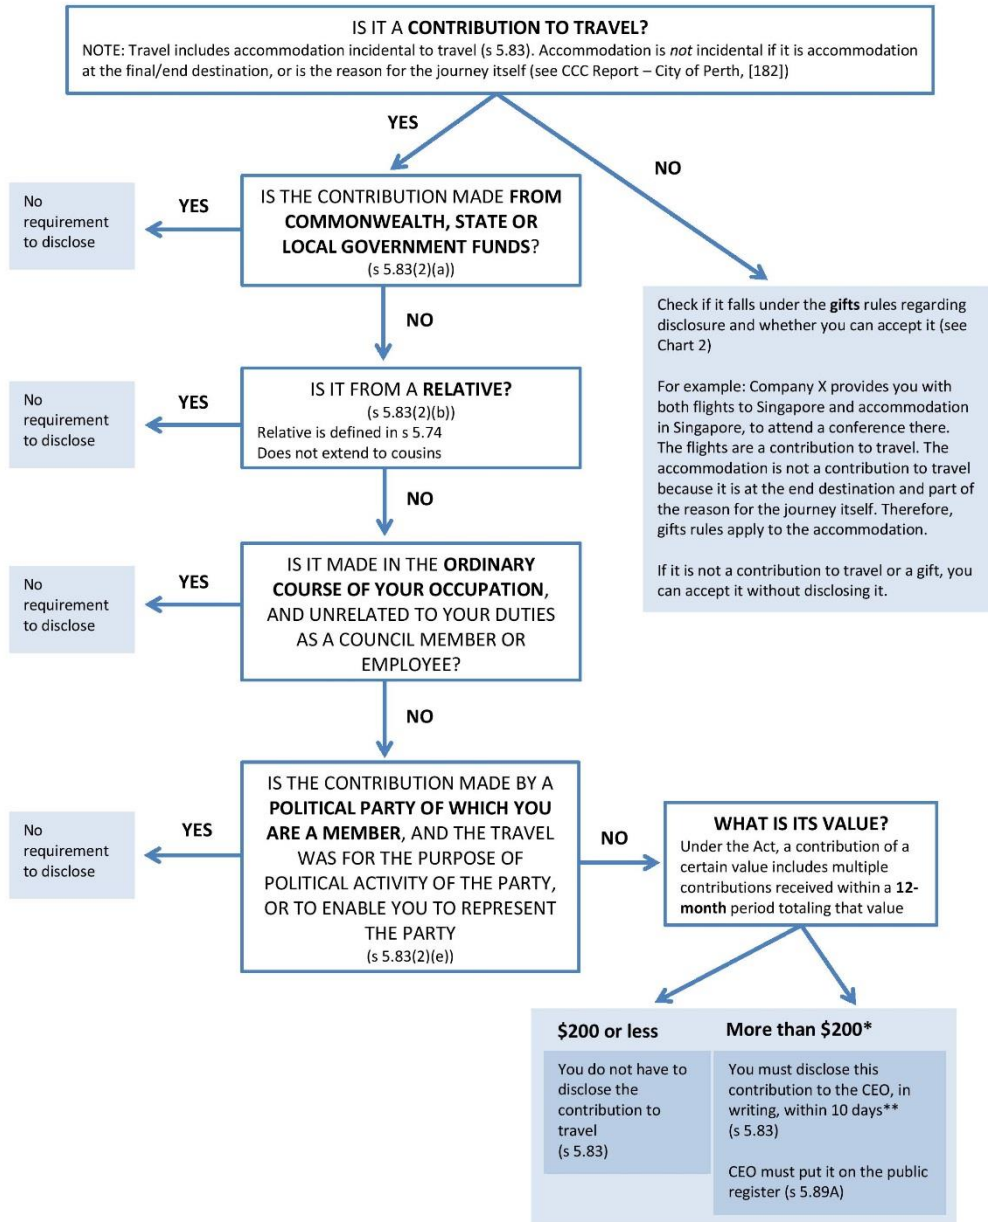 IS IT A CONTRIBUTION TO TRAVEL?
NOTE: Travel includes accommodation incidental to travel (s 5.83). Accommodation is not incidental if it is accommodation
at the final/end destination, or is the reason for the journey itself (see CCC Report – City of Perth, [182])
YES
NO
No
requirement
to disclose
YES
IS THE CONTRIBUTION MADE FROM
COMMONWEALTH, STATE OR
LOCAL GOVERNMENT FUNDS?
(s 5.83(2)(a))
NO
Check if it falls under the gifts rules regarding
disclosure and whether you can accept it (see
Chart 2)
For example: Company X provides you with
both flights to Singapore and accommodation
in Singapore, to attend a conference there.
The flights are a contribution to travel. The
accommodation is not a contribution to travel
because it is at the end destination and part of
the reason for the journey itself. Therefore,
gifts rules apply to the accommodation.
If it is not a contribution to travel or a gift, you
can accept it without disclosing it.
No
requirement
to disclose
YES
IS IT FROM A RELATIVE?
(s 5.83(2)(b))
Relative is defined in s 5.74
Does not extend to cousins
NO
No
requirement
to disclose
YES
IS IT MADE IN THE ORDINARY
COURSE OF YOUR OCCUPATION,
AND UNRELATED TO YOUR DUTIES
AS A COUNCIL MEMBER OR
EMPLOYEE?
NO
No
requirement
to disclose
YES
IS THE CONTRIBUTION MADE BY A
POLITICAL PARTY OF WHICH YOU
ARE A MEMBER, AND THE TRAVEL
WAS FOR THE PURPOSE OF
POLITICAL ACTIVITY OF THE PARTY,
OR TO ENABLE YOU TO REPRESENT
THE PARTY
(s 5.83(2)(e))
NO
WHAT IS ITS VALUE?
Under the Act, a contribution of a
certain value includes multiple
contributions received within a 12-
month period totaling that value
$200 or less
You do not have to
disclose the
contribution to
travel
(s 5.83)
More than $200*
You must disclose this
contribution to the CEO, in
writing, within 10 days**
(s 5.83)
CEO must put it on the public
register (s 5.89A)